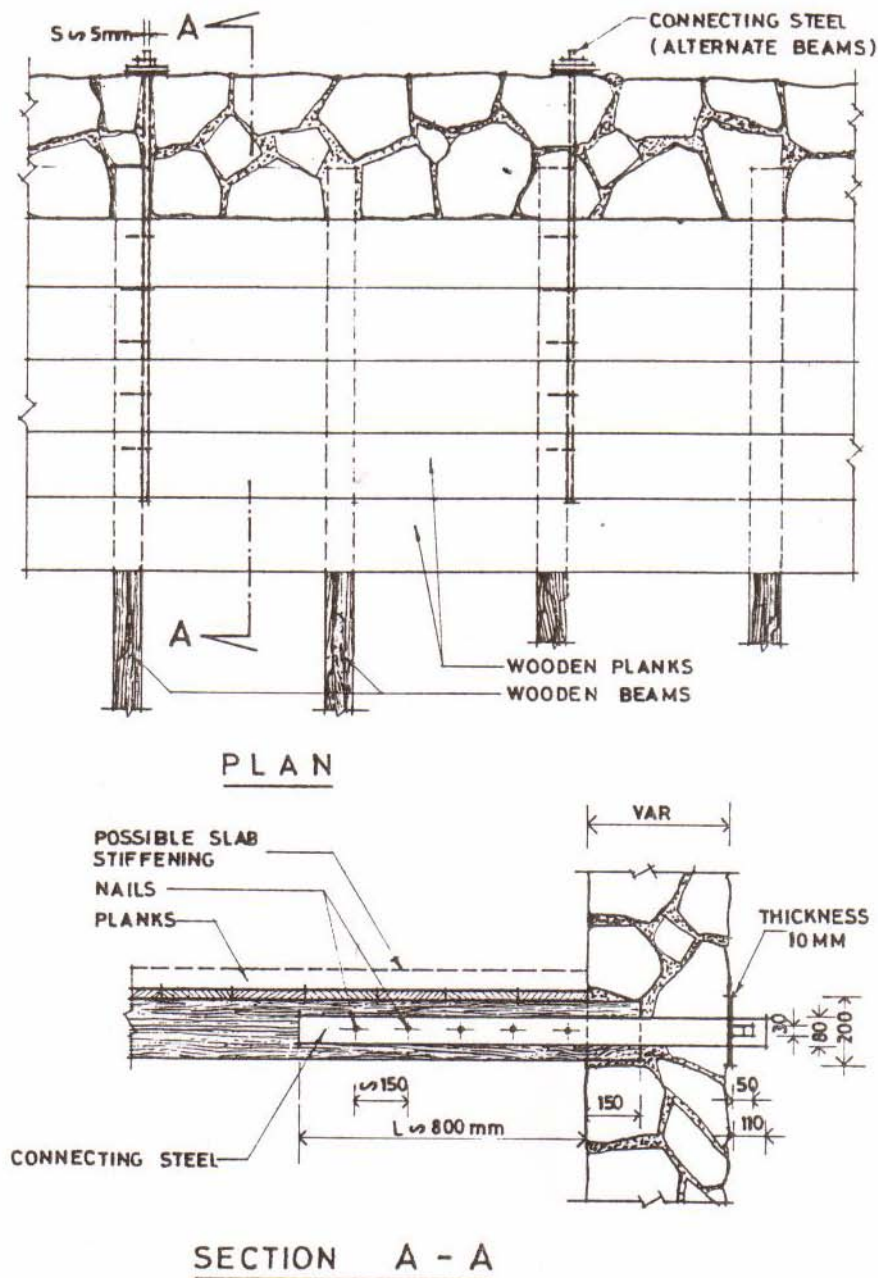 S ∽ 5mm
A
CONNECTING STEEL
(ALTERNATE BEAMS)
A
WOODEN PLANKS
WOODEN BEAMS
PLAN
VAR
POSSIBLE SLAB
STIFFENING
NAILS
PLANKS
THICKNESS
10 MM
30
80
200
∽ 150
150
50
L ∽ 800 mm
110
CONNECTING STEEL
SECTION A - A